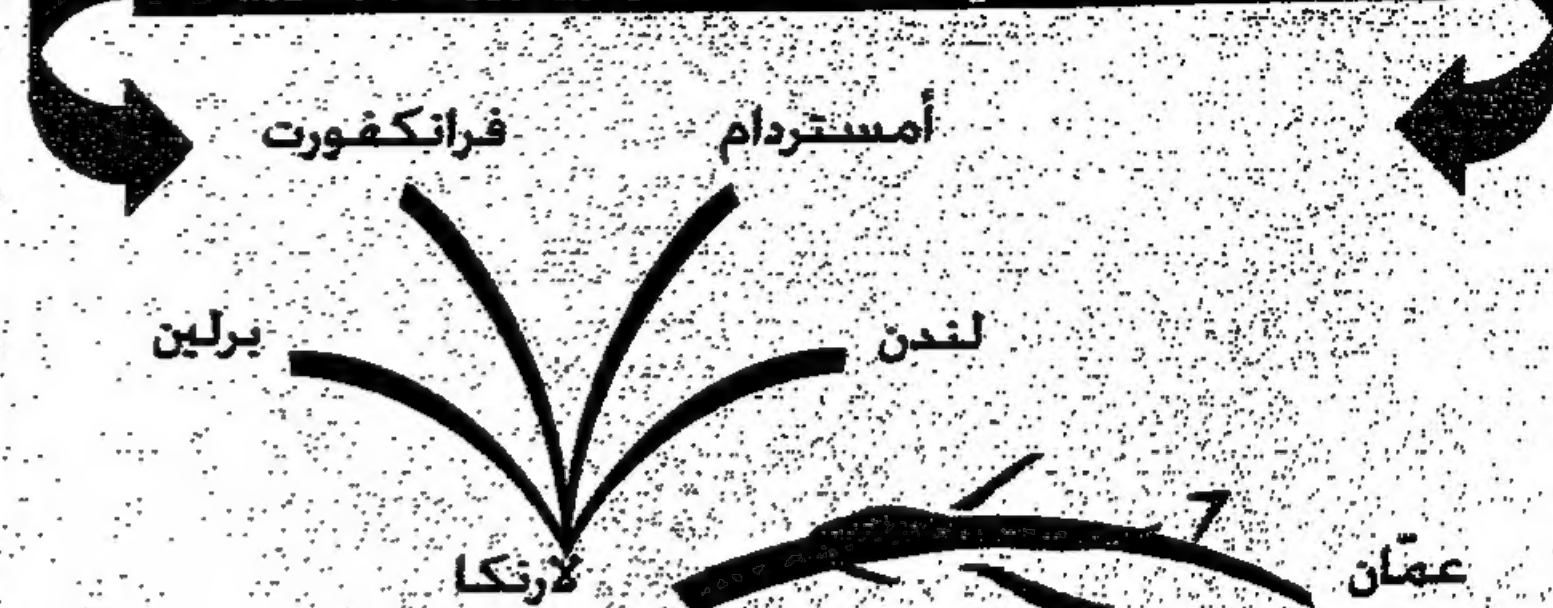 أمستردام فرانكفورت
لندن برلين
عمّان
لارنكا